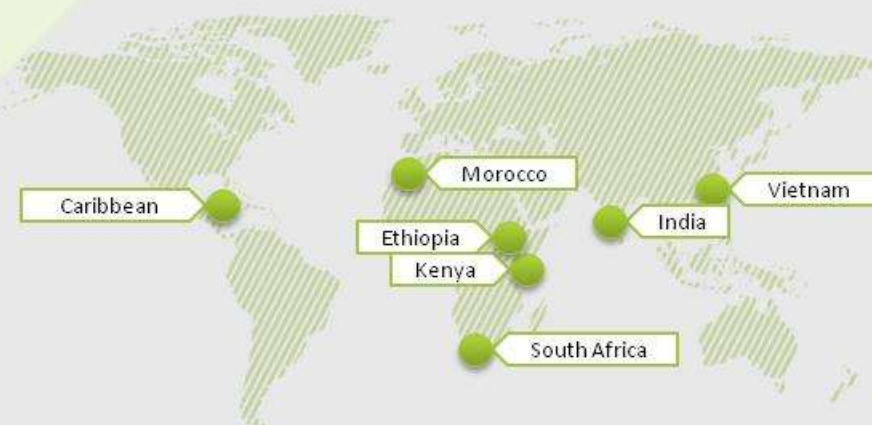 Morocco
Vietnam
Caribbean
India
Ethiopia
Kenya
South Africa